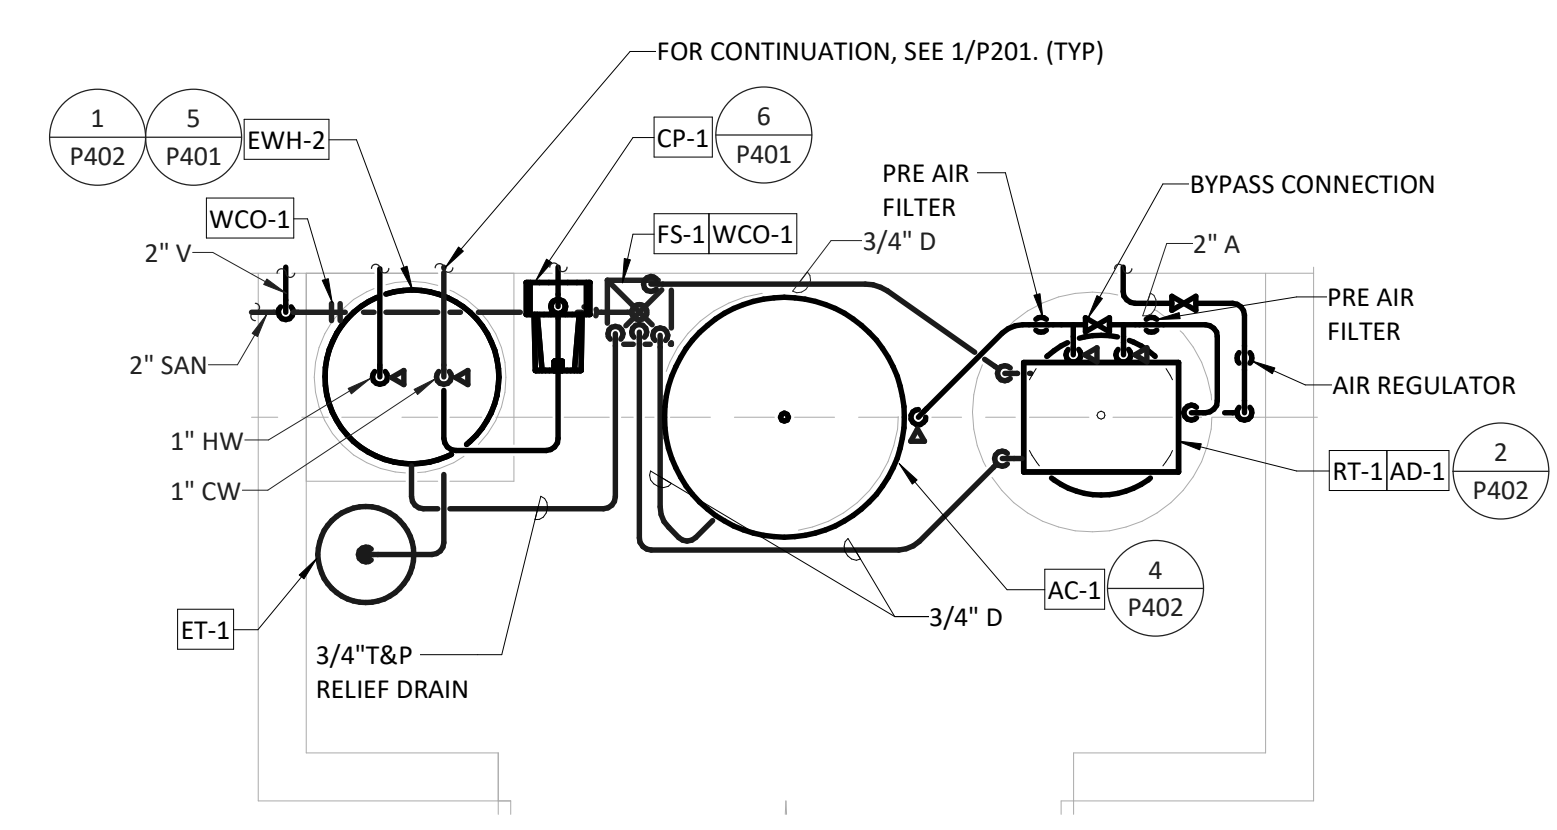 FOR CONTINUATION, SEE 1/P201. (TYP)
1
P402
5
P401
EWH-2
CP-1
6
P401
PRE AIR
FILTER
BYPASS CONNECTION
WCO-1
FS-1 WCO-1
3/4" D
2" A
2" V
PRE AIR
FILTER
2" SAN
AIR REGULATOR
1" HW
1" CW
RT-1 AD-1
2
P402
AC-1
4
P402
ET-1
3/4" D
3/4"T&P
RELIEF DRAIN